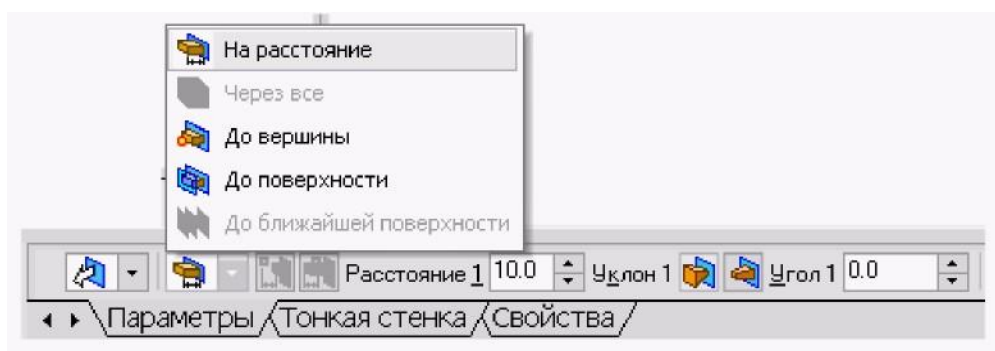 На расстояние
Через все
До вершины
До поверхности
До ближайшей поверхности
Расстояние 1 10.0 Уклон 1 Угол 1 0.0
Параметры Тонкая стенка Свойства